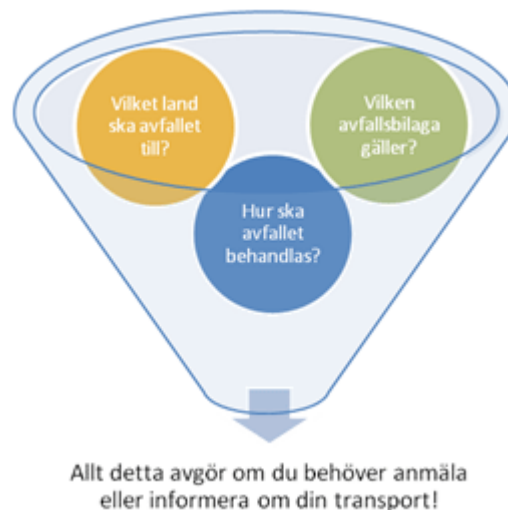 Vilket land
ska avfallet
till?
Vilken
avfallsbilaga
gäller?
Hur ska
avfallet
behandlas?
Allt detta avgör om du behöver anmäla
eller informera om din transport!